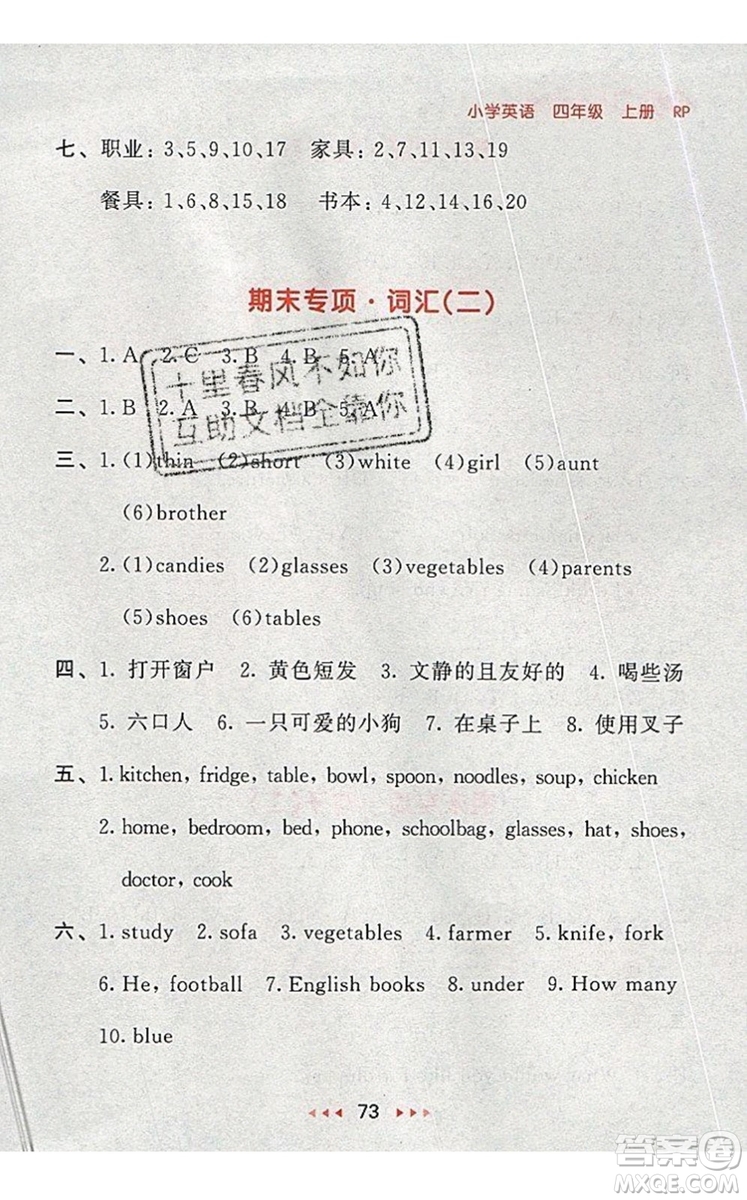 小学英语 四年级 上册 RP
七、职业：3、5、9、10、17 家具：2、7、11、13、19
餐具：1、6、8、15、18 书本：4、12、14、16、20
期末专项·词汇（二）
一、1. A 2. C 3. B 4. B 5. A
十里春风不如你
二、1. B 2. A 3. B 4. B 5. A
互助文档全靠你
三、1. (1)thin (2)short (3)white (4)girl (5)aunt
(6)brother
2. (1)candies (2)glasses (3)vegetables (4)parents
(5)shoes (6)tables
四、1. 打开窗户 2. 黄色短发 3. 文静的且友好的 4. 喝些汤
5. 六口人 6. 一只可爱的小狗 7. 在桌子上 8. 使用叉子
五、1. kitchen, fridge, table, bowl, spoon, noodles, soup, chicken
2. home, bedroom, bed, phone, schoolbag, glasses, hat, shoes,
doctor, cook
六、1. study 2. sofa 3. vegetables 4. farmer 5. knife, fork
6. He, football 7. English books 8. under 9. How many
10. blue
73
答案圈
MXQE.COM